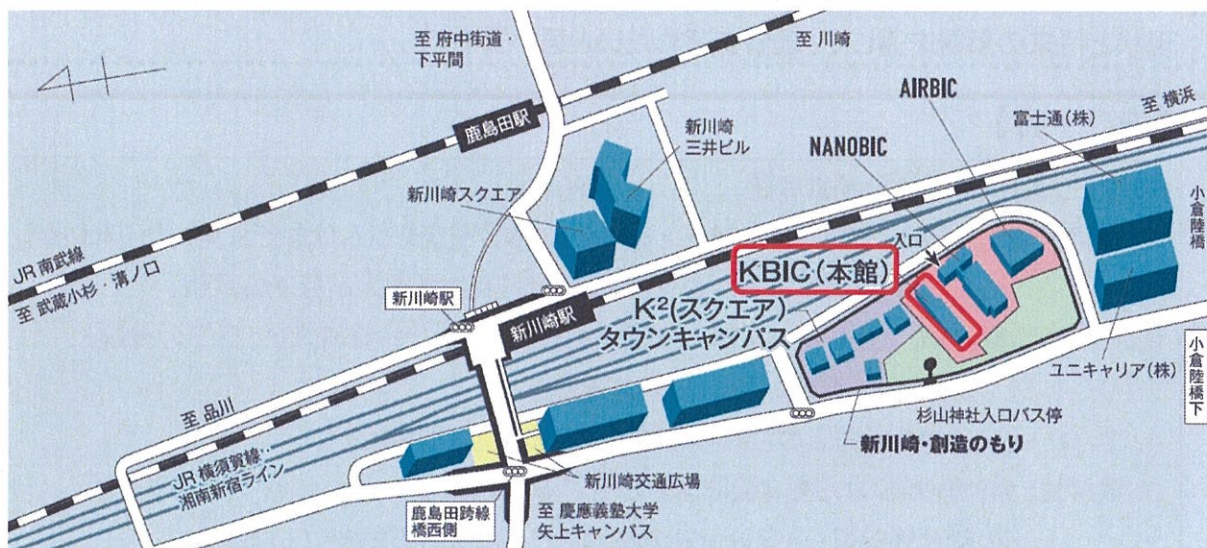 至 府中街道・
下平間
至 川崎
AIRBIC
至 横浜
鹿島田駅
新川崎
三井ビル
NANOBIC
富士通(株)
新川崎スクエア
小倉陸橋
入口
JR 南武線
至 武蔵小杉・溝ノ口
KBIC(本館)
新川崎駅
新川崎駅
K²(スクエア)
タウンキャンパス
ユニキャリア(株)
小倉陸橋下
至 品川
杉山神社入口バス停
新川崎・創造のもり
JR 横須賀線・
湘南新宿ライン
新川崎交通広場
鹿島田跨線
橋西側
至 慶應義塾大学
矢上キャンパス